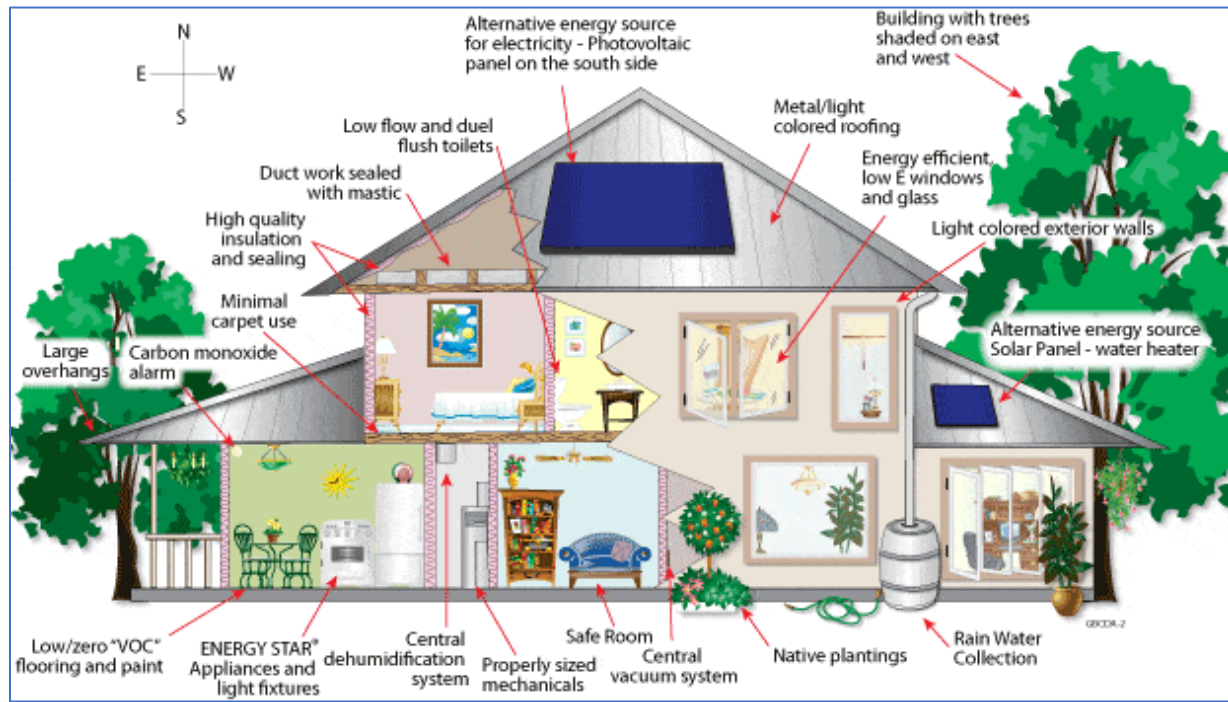 N
E
W
S
Alternative energy source
for electricity - Photovoltaic
panel on the south side
Building with trees
shaded on east
and west
Low flow and duel
flush toilets
Metal/light
colored roofing
Duct work sealed
with mastic
Energy efficient,
low E windows
and glass
High quality
insulation
and sealing
Light colored exterior walls
Minimal
carpet use
Large
overhangs
Carbon monoxide
alarm
Alternative energy source
Solar Panel - water heater
Low/zero "VOC"
flooring and paint
ENERGY STAR®
Appliances and
light fixtures
Central
dehumidification
system
Properly sized
mechanicals
Safe Room
Central
vacuum system
Native plantings
Rain Water
Collection
GBCDA-2